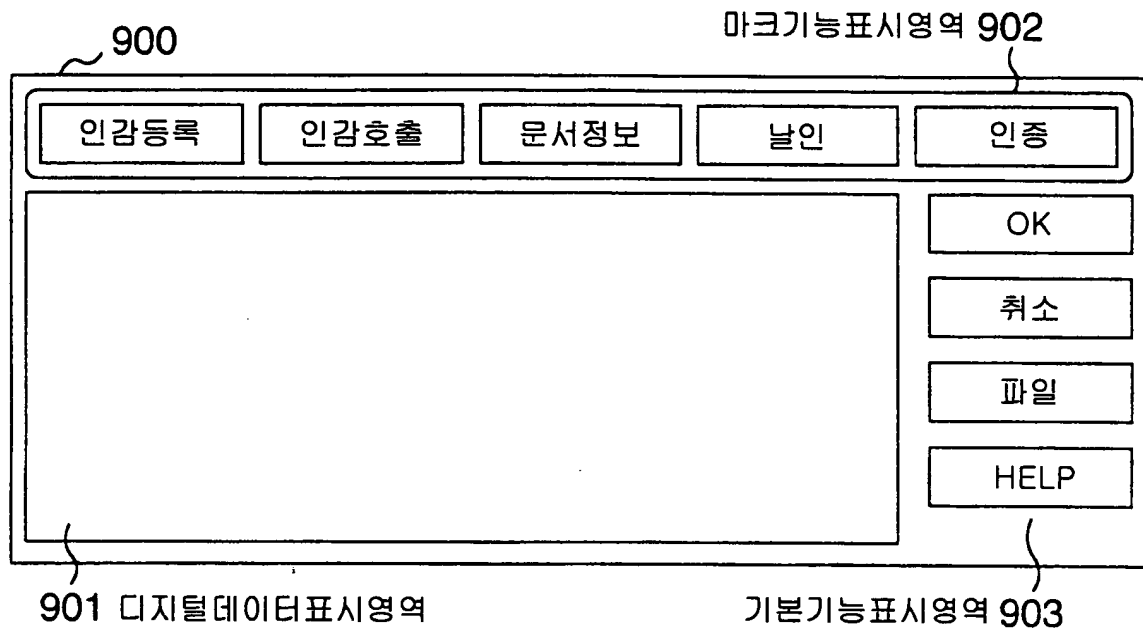 마크기능표시영역 902
900
인감등록 인감호출 문서정보 날인 인증
OK
취소
파일
HELP
901 디지털데이터표시영역
기본기능표시영역 903